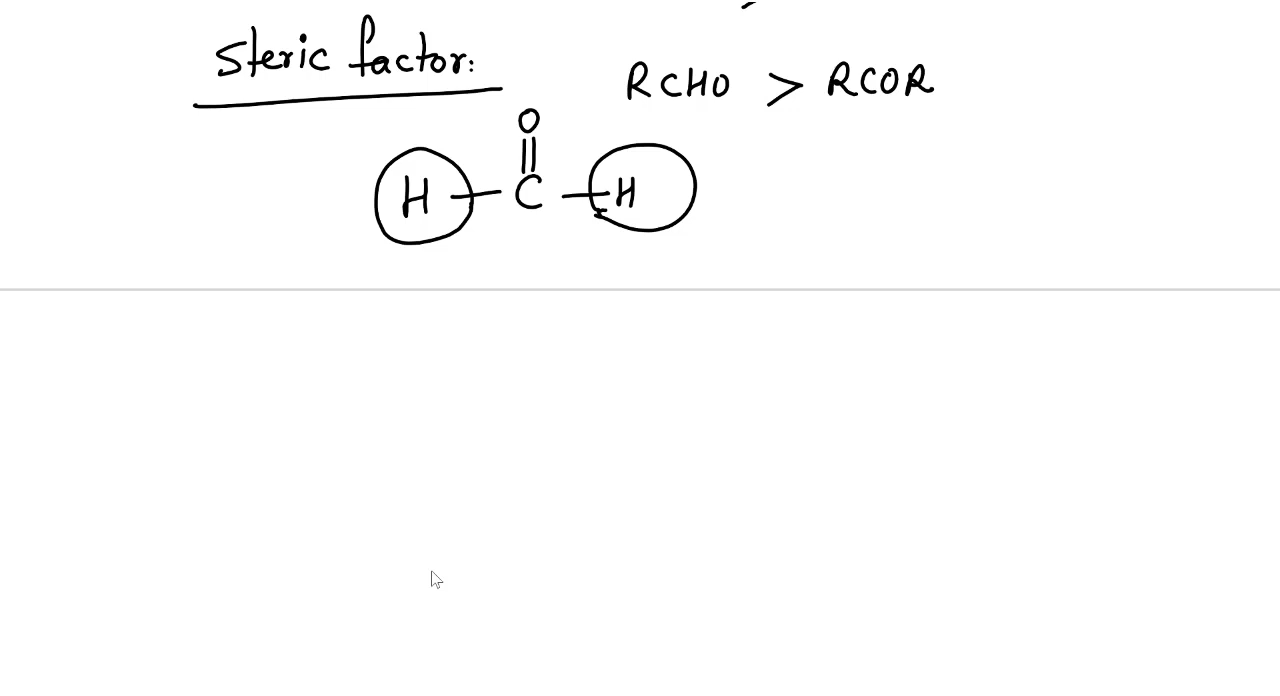 Steric factor:
RCHO > RCOR
O
||
H - C - H